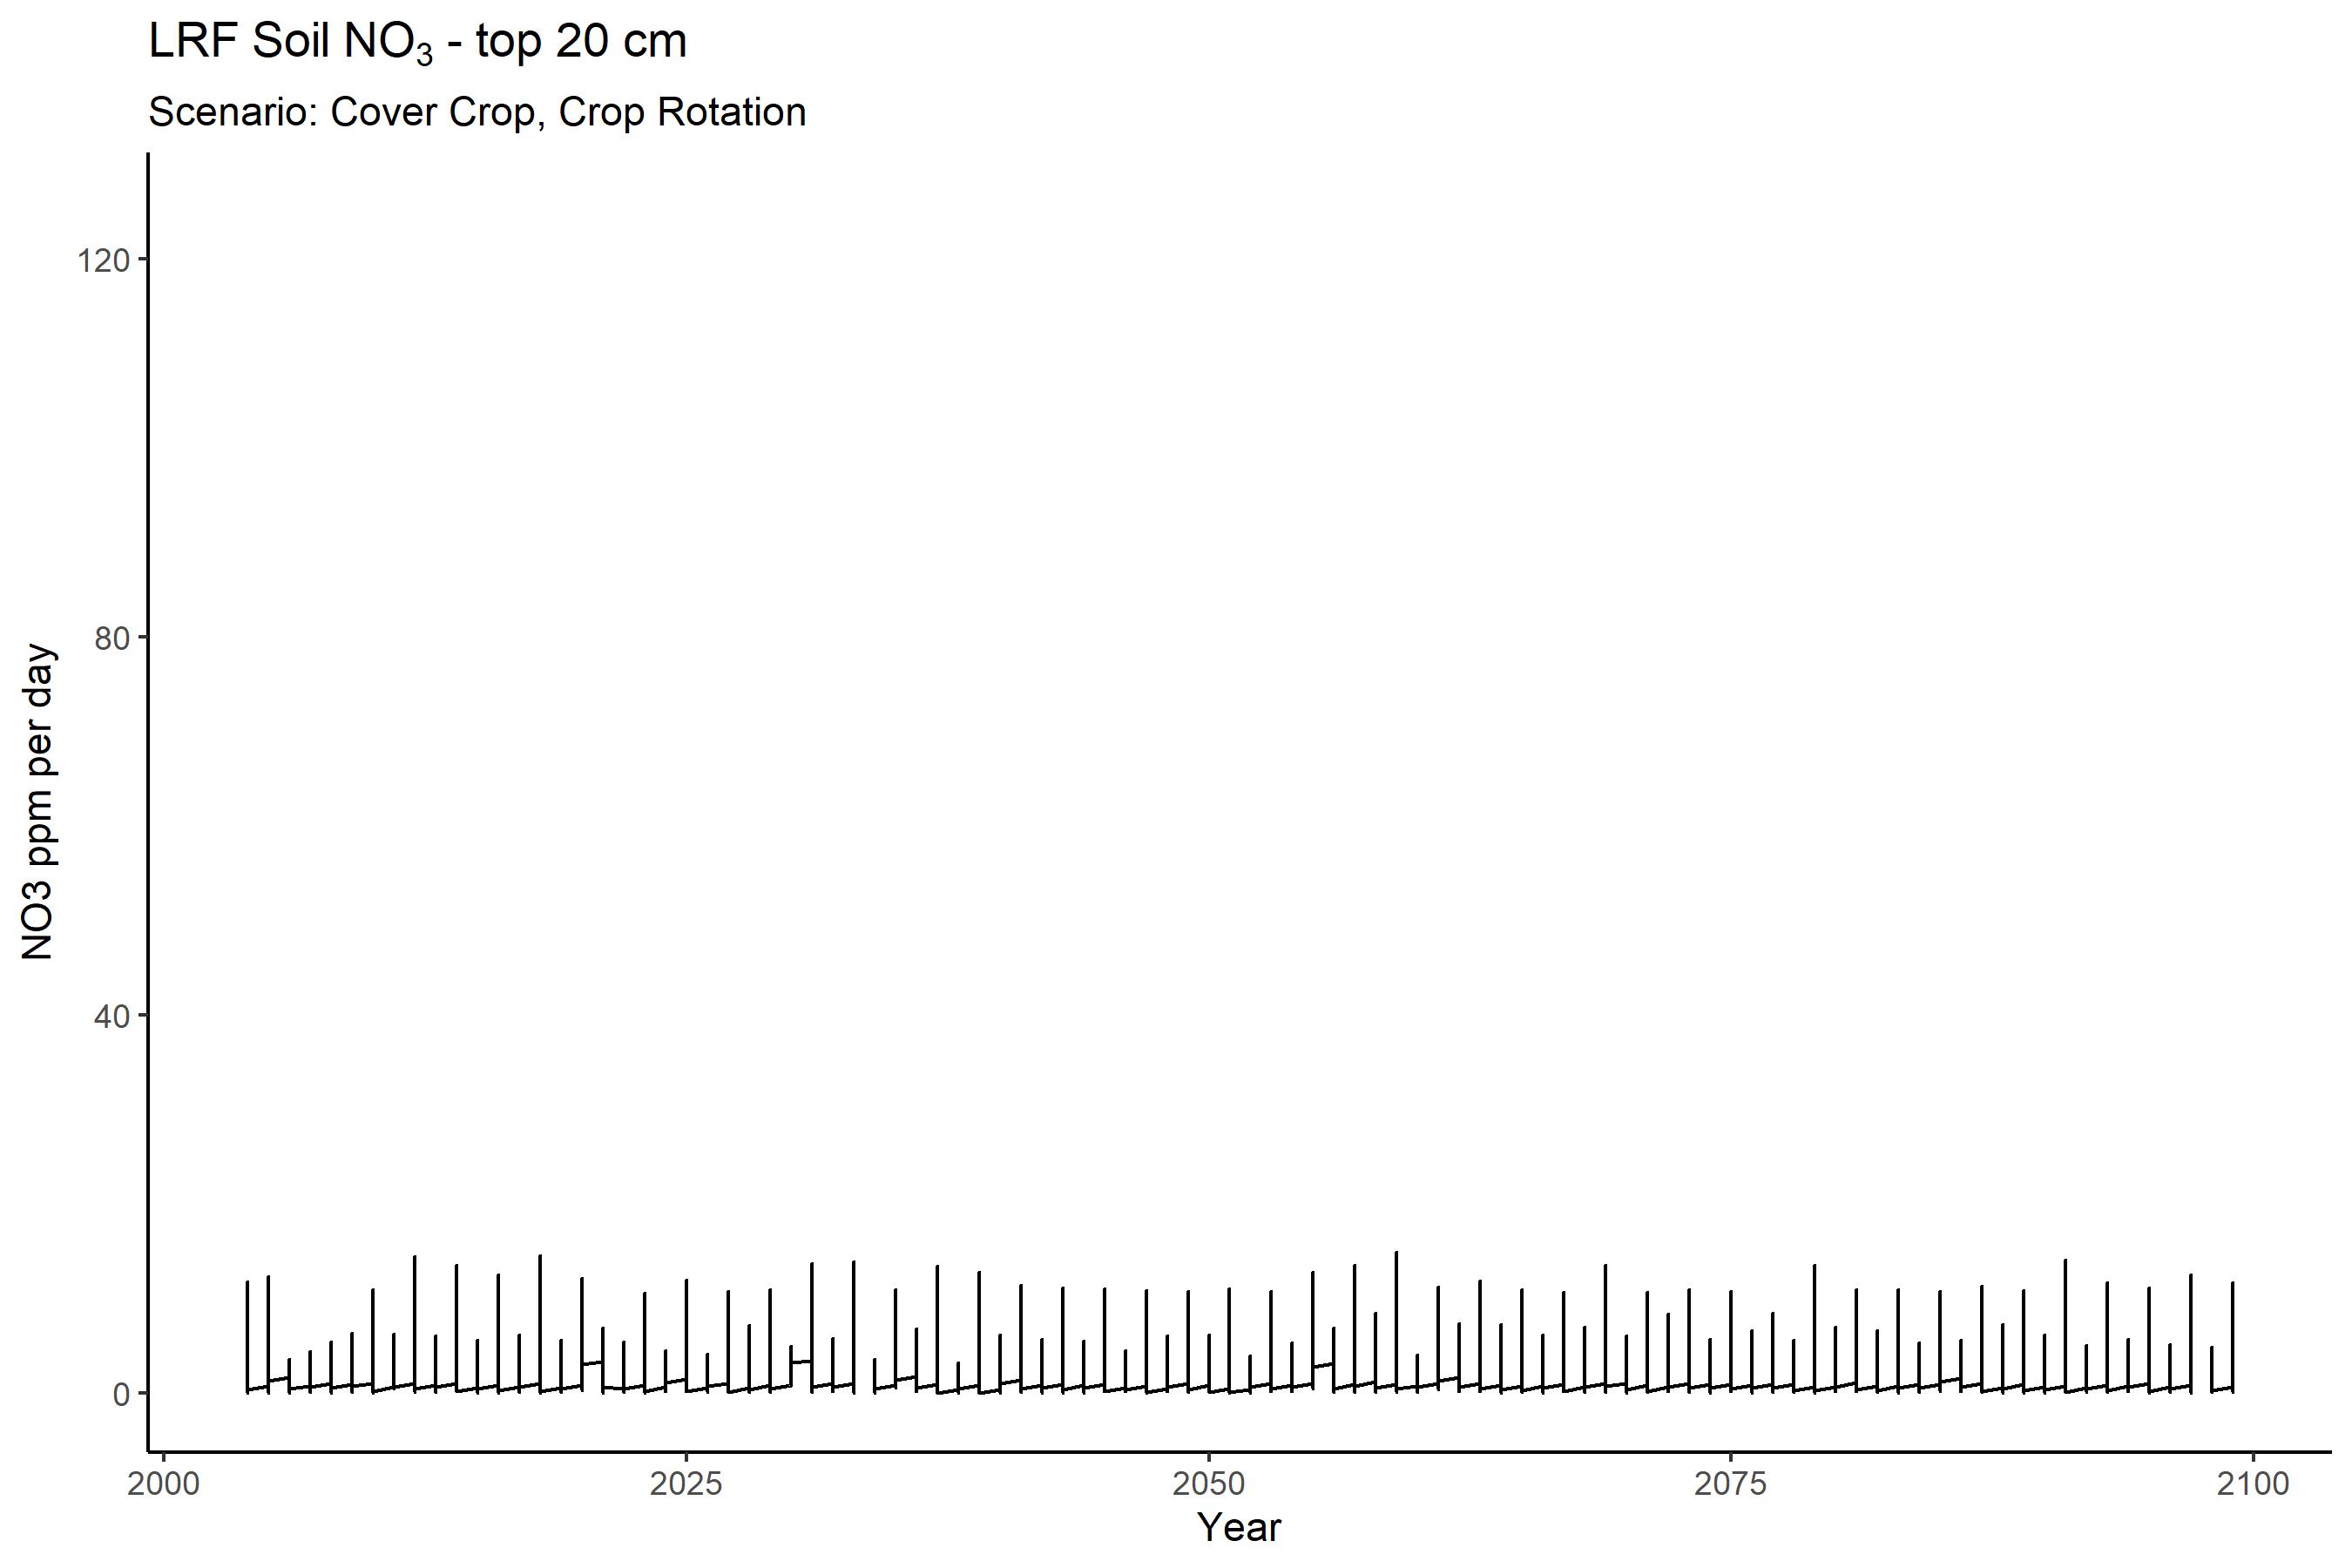 LRF Soil NO₃ - top 20 cm
Scenario: Cover Crop, Crop Rotation
120
80
40
0
NO3 ppm per day
2000 2025 2050 2075 2100
Year